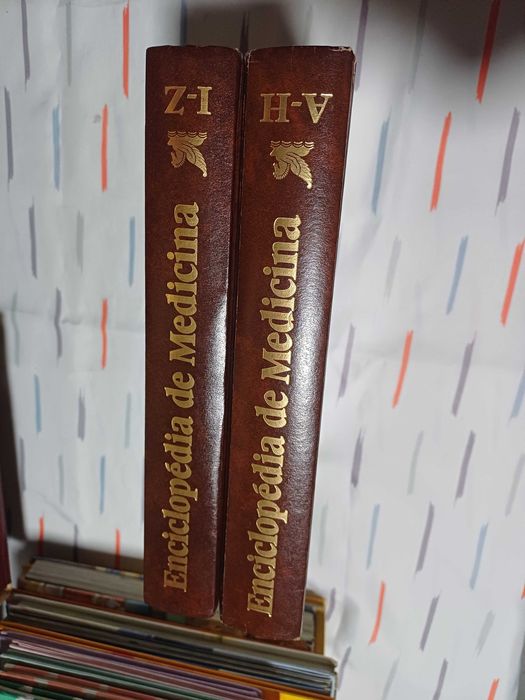 I-Z
Enciclopédia de Medicina
A-H
Enciclopédia de Medicina